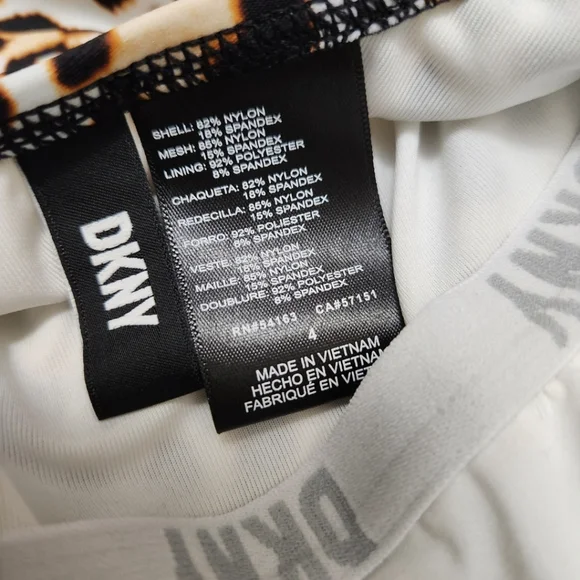 SHELL: 82% NYLON
18% SPANDEX
MESH: 85% NYLON
15% SPANDEX
LINING: 92% POLYESTER
8% SPANDEX
CHAQUETA: 82% NYLON
18% SPANDEX
REDECILLA: 85% NYLON
15% SPANDEX
FORRO: 92% POLIESTER
8% SPANDEX
VESTE: 82% NYLON
18% SPANDEX
MAILLE: 85% NYLON
15% SPANDEX
DOUBLURE: 92% POLYESTER
8% SPANDEX
RN#54163 CA#57151
4
MADE IN VIETNAM
HECHO EN VIETNAM
FABRIQUÉ EN VIET
DKNY
DKNY
DKNY